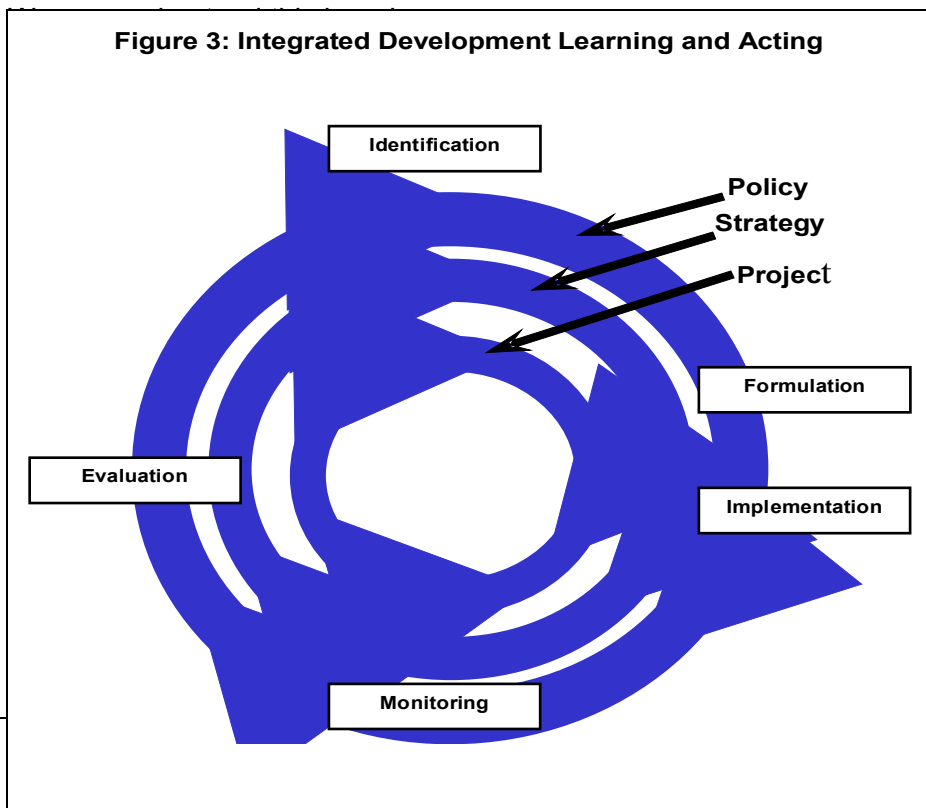 Figure 3: Integrated Development Learning and Acting
Identification
Policy
Strategy
Project
Formulation
Evaluation
Implementation
Monitoring